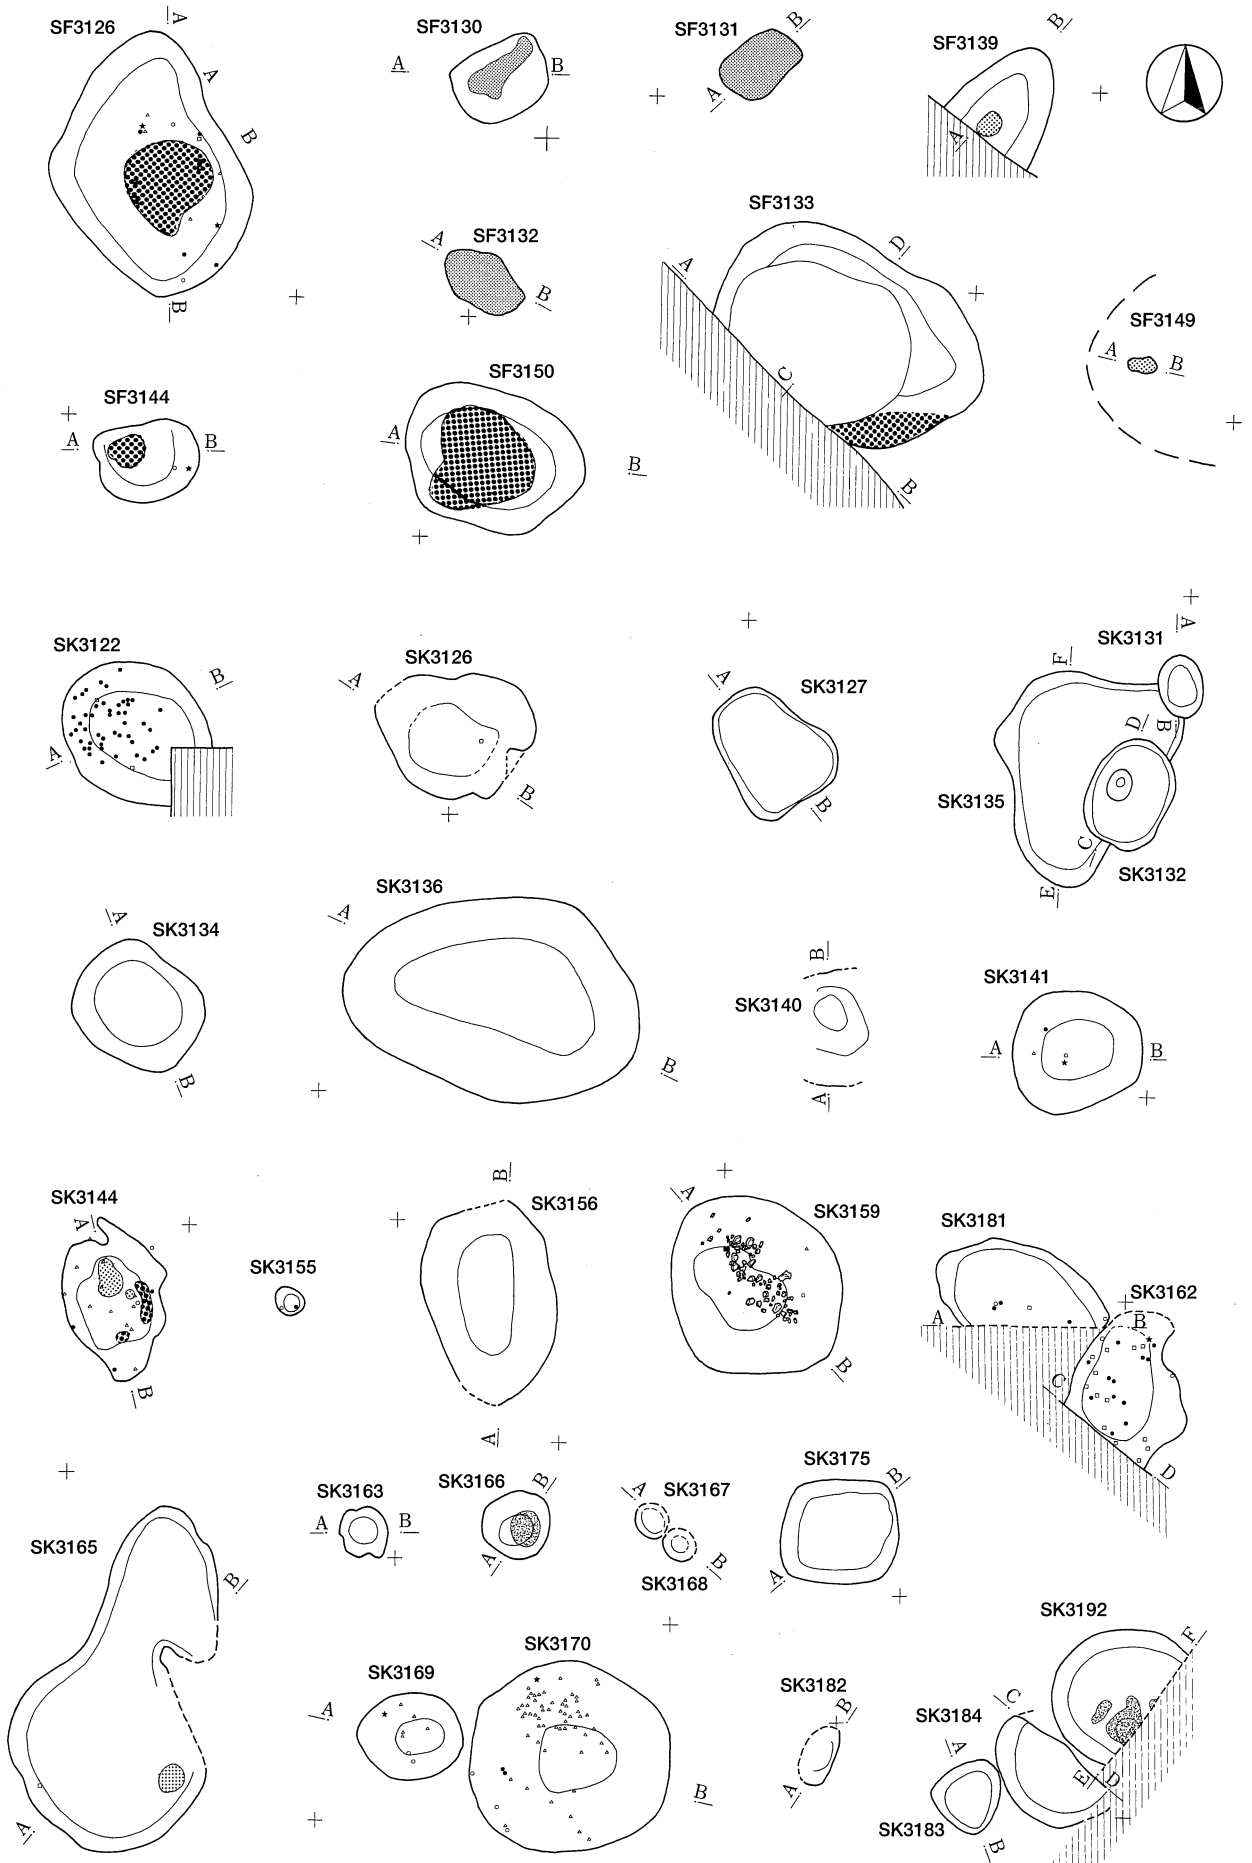 SF3126
A
A
B
B
SF3130
A
B
SF3131
B
A
SF3139
B
A
SF3132
A
B
SF3133
A
D
C
B
SF3149
A
B
SF3144
A
B
SF3150
A
B
SK3122
B
A
SK3126
A
B
SK3127
A
B
SK3131
A
F
D
B
SK3135
C
SK3132
E
SK3134
A
B
SK3136
A
B
SK3140
B
A
SK3141
A
B
SK3144
A
B
SK3155
SK3156
B
A
SK3159
A
B
SK3181
SK3162
A
B
C
D
SK3165
B
A
SK3163
A
B
SK3166
B
A
SK3167
A
B
SK3168
SK3175
B
A
SK3169
A
SK3170
B
SK3182
B
A
SK3192
F
C
SK3184
A
E
D
SK3183
B